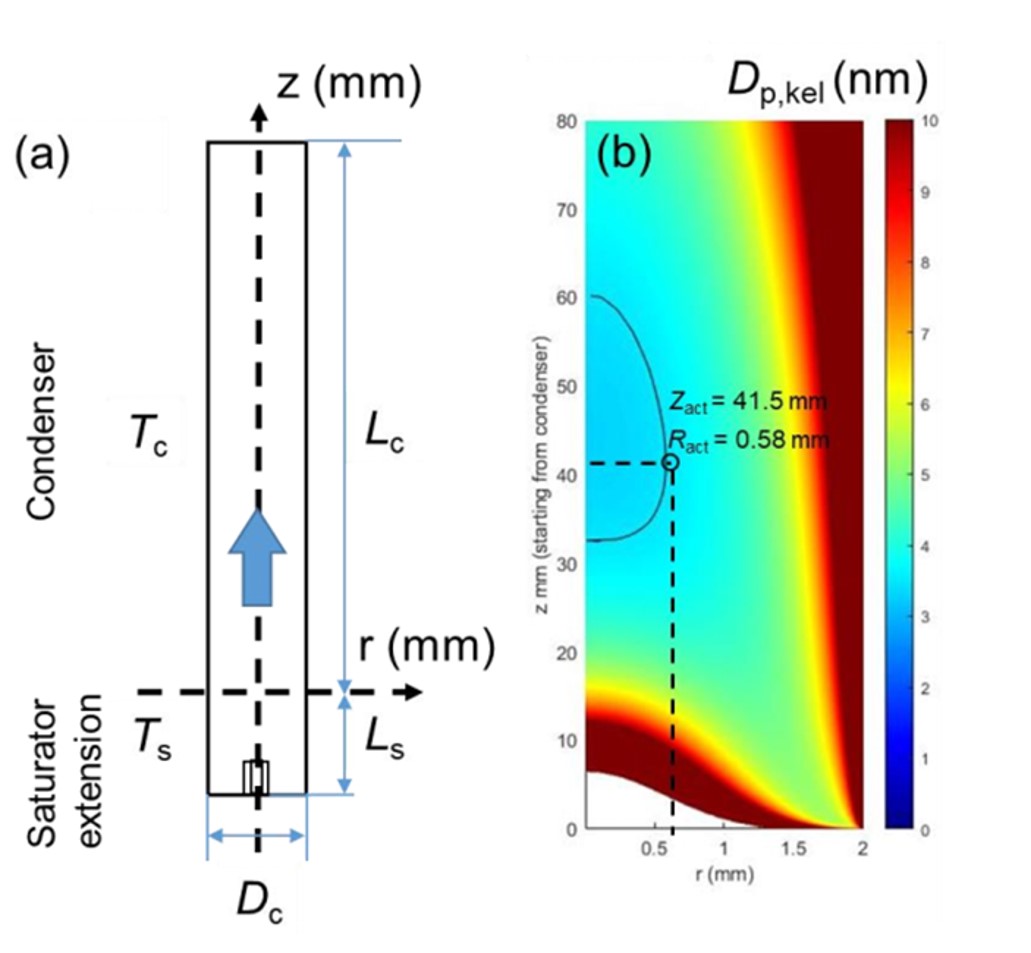 (a)
z (mm)
Condenser
T_c
L_c
r (mm)
Saturator
extension
T_s
L_s
D_c
D_p,kel (nm)
(b)
80
70
60
50
40
30
20
10
0
z mm (starting from condenser)
Z_act = 41.5 mm
R_act = 0.58 mm
0.5
1
1.5
2
r (mm)
10
9
8
7
6
5
4
3
2
1
0